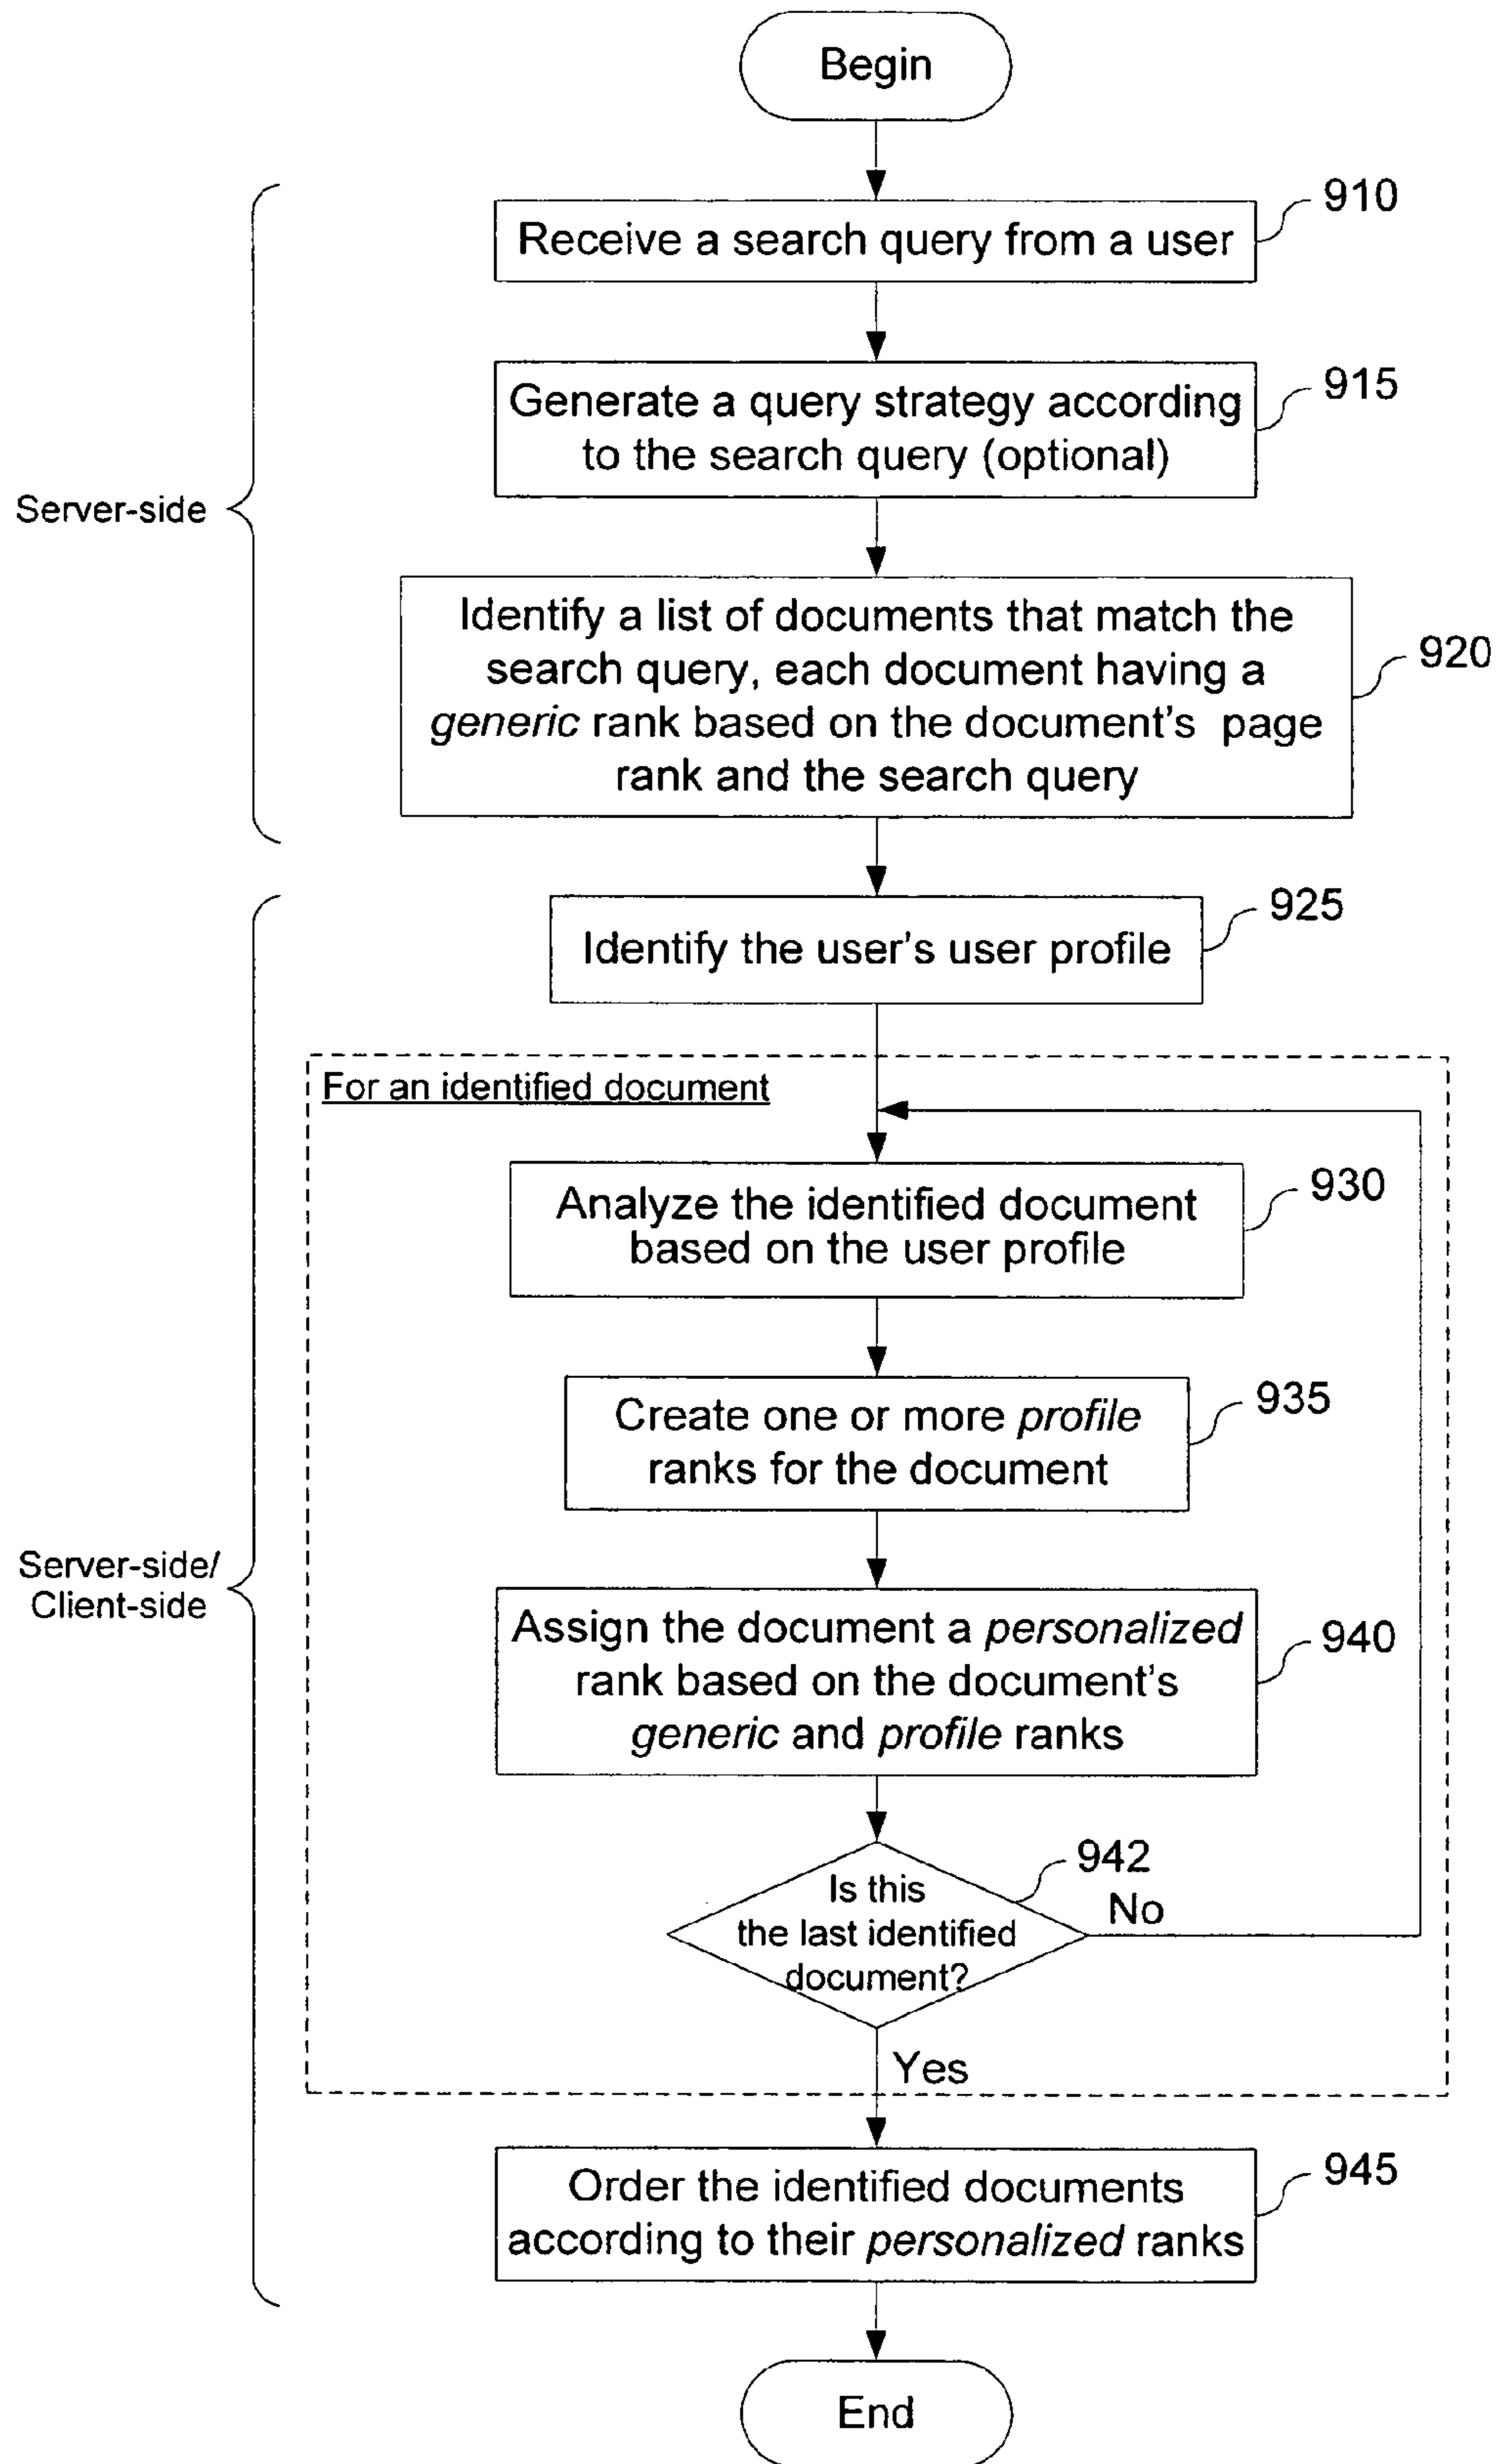 Begin
910
Receive a search query from a user
915
Generate a query strategy according
to the search query (optional)
Server-side
Identify a list of documents that match the
search query, each document having a
generic rank based on the document's page
rank and the search query
920
925
Identify the user's user profile
For an identified document
Analyze the identified document
based on the user profile
930
Create one or more profile
ranks for the document
935
Server-side/
Client-side
Assign the document a personalized
rank based on the document's
generic and profile ranks
940
942
Is this
the last identified
document?
No
Yes
Order the identified documents
according to their personalized ranks
945
End